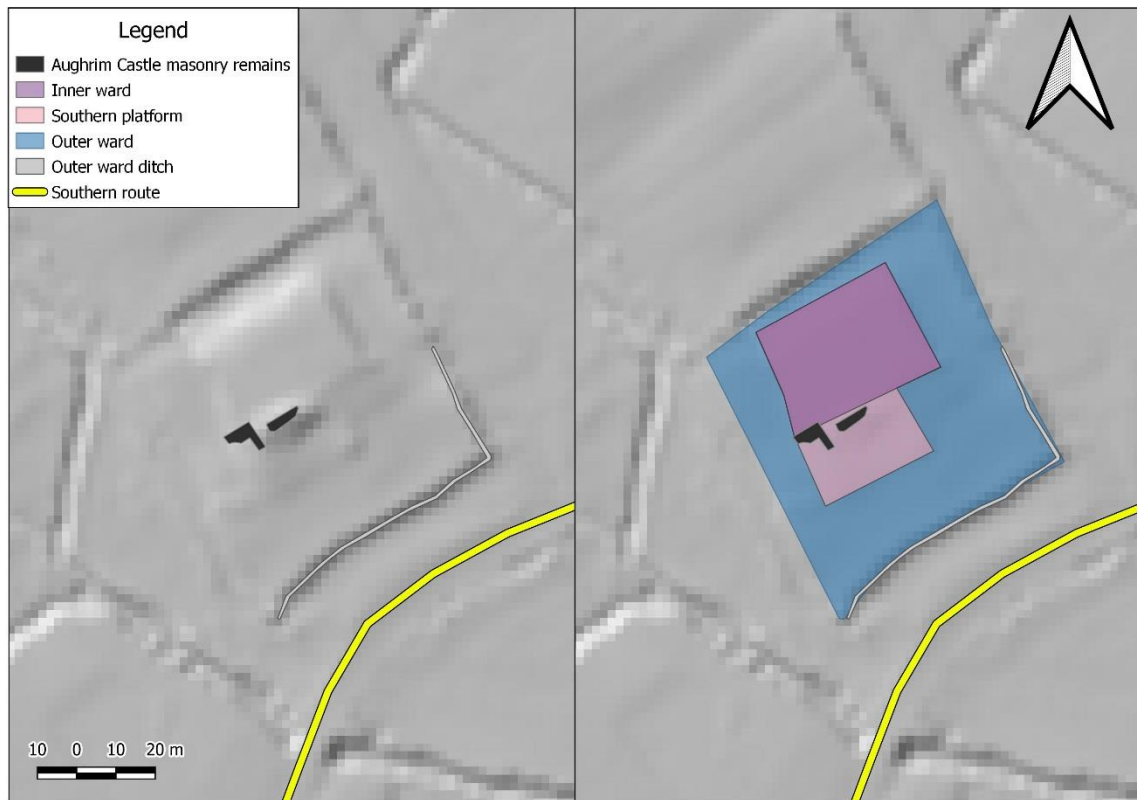 Legend
Aughrim Castle masonry remains
Inner ward
Southern platform
Outer ward
Outer ward ditch
Southern route
10 0 10 20 m